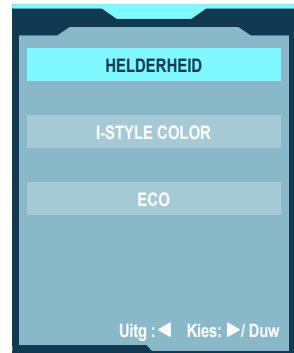 HELDERHEID
I-STYLE COLOR
ECO
Uitg :◀ Kies: ▶/ Duw